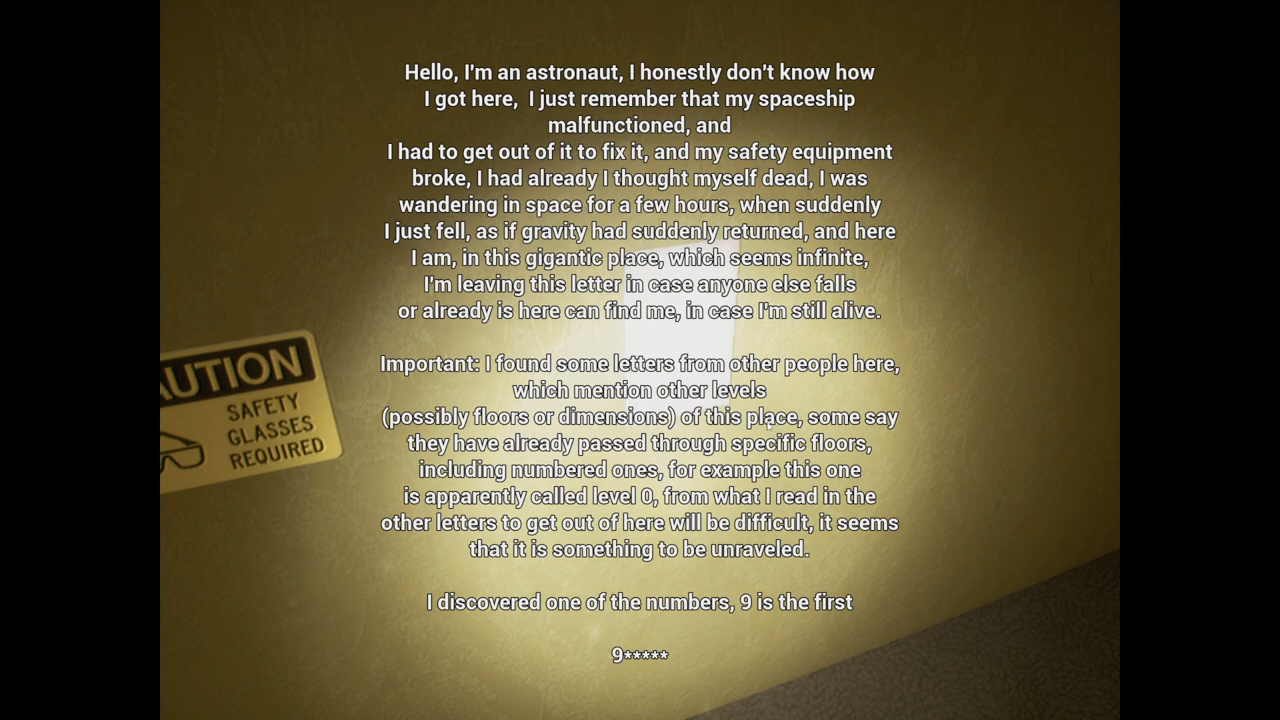 Hello, I'm an astronaut, I honestly don't know how
I got here,  I just remember that my spaceship
malfunctioned, and
I had to get out of it to fix it, and my safety equipment
broke, I had already I thought myself dead, I was
wandering in space for a few hours, when suddenly
I just fell, as if gravity had suddenly returned, and here
I am, in this gigantic place, which seems infinite,
I'm leaving this letter in case anyone else falls
or already is here can find me, in case I'm still alive.
Important: I found some letters from other people here,
which mention other levels
(possibly floors or dimensions) of this place, some say
they have already passed through specific floors,
including numbered ones, for example this one
is apparently called level 0, from what I read in the
other letters to get out of here will be difficult, it seems
that it is something to be unraveled.
I discovered one of the numbers, 9 is the first
9*****
AUTION
SAFETY
GLASSES
REQUIRED